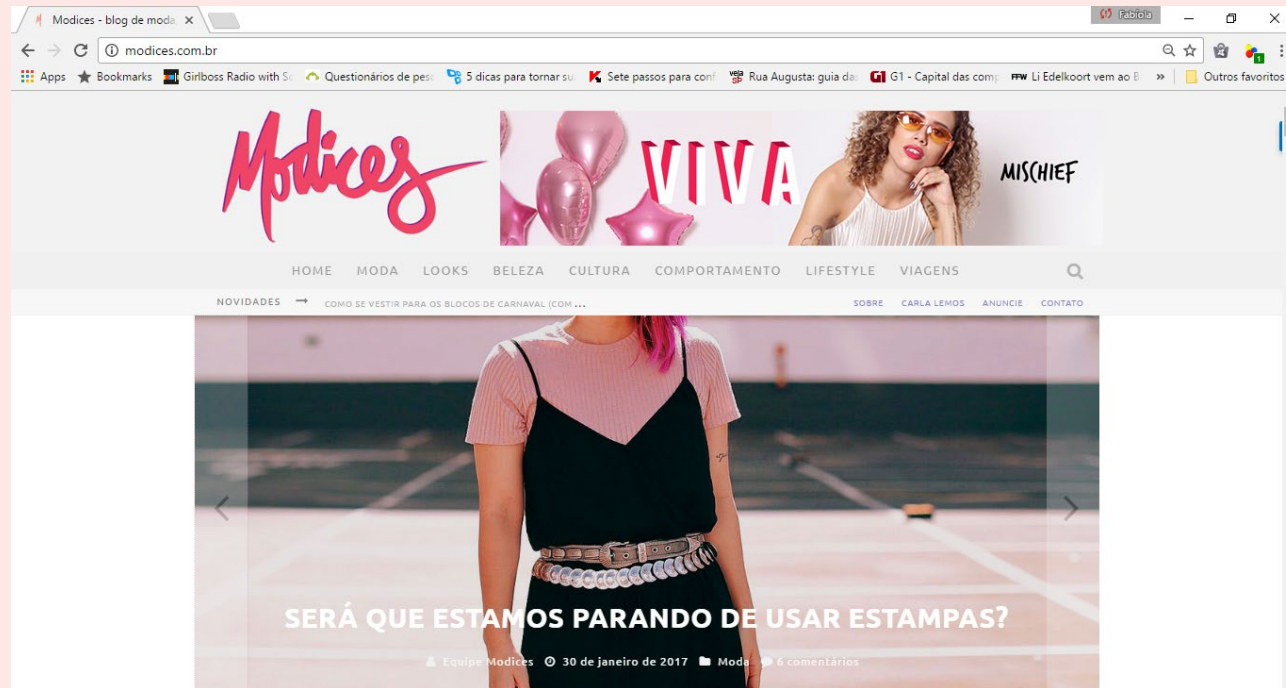 Modices - blog de moda
Fabíola
modices.com.br
Apps Bookmarks Girlboss Radio with Sc Questionários de pes 5 dicas para tornar su Sete passos para conf Rua Augusta: guia das G1 - Capital das comp FFW Li Edelkoort vem ao B » Outros favoritos
Modices VIVA MISCHIEF
HOME MODA LOOKS BELEZA CULTURA COMPORTAMENTO LIFESTYLE VIAGENS
NOVIDADES → COMO SE VESTIR PARA OS BLOCOS DE CARNAVAL (COM ... SOBRE CARLA LEMOS ANUNCIE CONTATO
SERÁ QUE ESTAMOS PARANDO DE USAR ESTAMPAS?
Equipe Modices 30 de janeiro de 2017 Moda 6 comentários